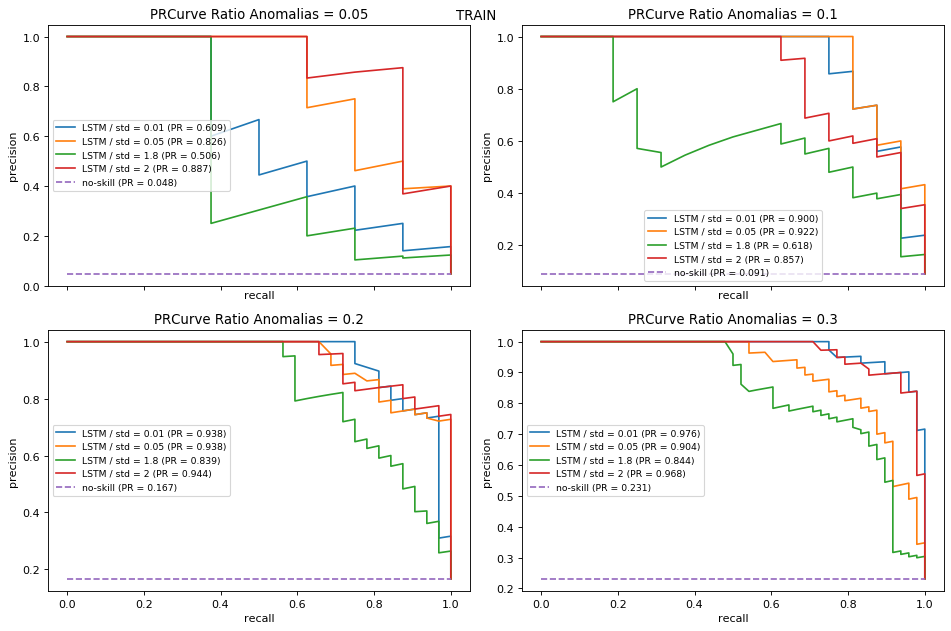 TRAIN
PRCurve Ratio Anomalias = 0.05
precision
1.0
0.8
0.6
0.4
0.2
0.0
LSTM / std = 0.01 (PR = 0.609)
LSTM / std = 0.05 (PR = 0.826)
LSTM / std = 1.8 (PR = 0.506)
LSTM / std = 2 (PR = 0.887)
no-skill (PR = 0.048)
recall
PRCurve Ratio Anomalias = 0.1
precision
1.0
0.8
0.6
0.4
0.2
LSTM / std = 0.01 (PR = 0.900)
LSTM / std = 0.05 (PR = 0.922)
LSTM / std = 1.8 (PR = 0.618)
LSTM / std = 2 (PR = 0.857)
no-skill (PR = 0.091)
recall
PRCurve Ratio Anomalias = 0.2
precision
1.0
0.8
0.6
0.4
0.2
LSTM / std = 0.01 (PR = 0.938)
LSTM / std = 0.05 (PR = 0.938)
LSTM / std = 1.8 (PR = 0.839)
LSTM / std = 2 (PR = 0.944)
no-skill (PR = 0.167)
0.0 0.2 0.4 0.6 0.8 1.0
recall
PRCurve Ratio Anomalias = 0.3
precision
1.0
0.9
0.8
0.7
0.6
0.5
0.4
0.3
0.2
LSTM / std = 0.01 (PR = 0.976)
LSTM / std = 0.05 (PR = 0.904)
LSTM / std = 1.8 (PR = 0.844)
LSTM / std = 2 (PR = 0.968)
no-skill (PR = 0.231)
0.0 0.2 0.4 0.6 0.8 1.0
recall